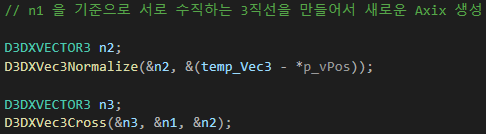 // n1 을 기준으로 서로 수직하는 3직선을 만들어서 새로운 Axix 생성
D3DXVECTOR3 n2;
D3DXVec3Normalize(&n2, &(temp_Vec3 - *p_vPos));
D3DXVECTOR3 n3;
D3DXVec3Cross(&n3, &n1, &n2);